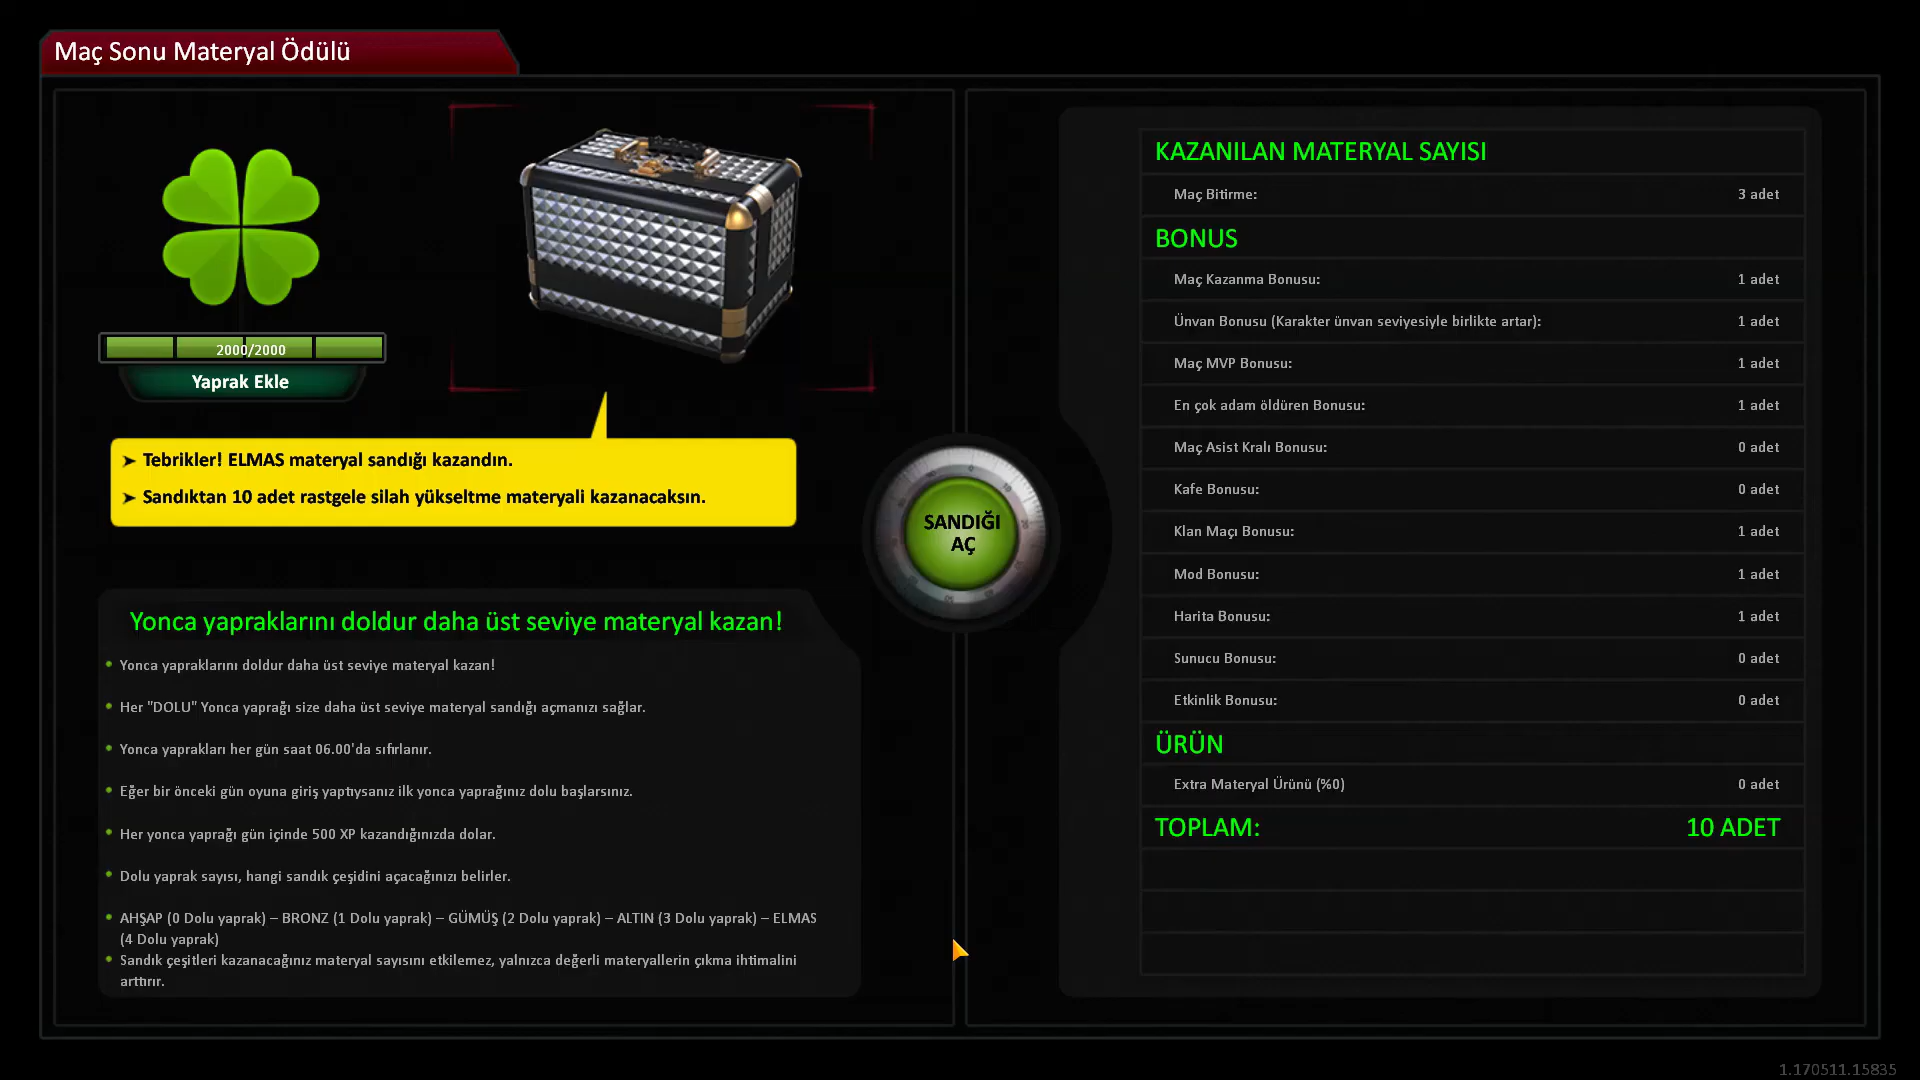 Maç Sonu Materyal Ödülü
2000/2000
Yaprak Ekle
Tebrikler! ELMAS materyal sandığı kazandın.
Sandıktan 10 adet rastgele silah yükseltme materyali kazanacaksın.
SANDIĞI
AÇ
Yonca yapraklarını doldur daha üst seviye materyal kazan!
Yonca yapraklarını doldur daha üst seviye materyal kazan!
Her "DOLU" Yonca yaprağı size daha üst seviye materyal sandığı açmanızı sağlar.
Yonca yaprakları her gün saat 06.00'da sıfırlanır.
Eğer bir önceki gün oyuna giriş yaptıysanız ilk yonca yaprağınız dolu başlarsınız.
Her yonca yaprağı gün içinde 500 XP kazandığınızda dolar.
Dolu yaprak sayısı, hangi sandık çeşidini açacağınızı belirler.
AHŞAP (0 Dolu yaprak) – BRONZ (1 Dolu yaprak) – GÜMÜŞ (2 Dolu yaprak) – ALTIN (3 Dolu yaprak) – ELMAS
(4 Dolu yaprak)
Sandık çeşitleri kazanacağınız materyal sayısını etkilemez, yalnızca değerli materyallerin çıkma ihtimalini
arttırır.
KAZANILAN MATERYAL SAYISI
Maç Bitirme: 3 adet
BONUS
Maç Kazanma Bonusu: 1 adet
Ünvan Bonusu (Karakter ünvan seviyesiyle birlikte artar): 1 adet
Maç MVP Bonusu: 1 adet
En çok adam öldüren Bonusu: 1 adet
Maç Asist Kralı Bonusu: 0 adet
Kafe Bonusu: 0 adet
Klan Maçı Bonusu: 1 adet
Mod Bonusu: 1 adet
Harita Bonusu: 1 adet
Sunucu Bonusu: 0 adet
Etkinlik Bonusu: 0 adet
ÜRÜN
Extra Materyal Ürünü (%0) 0 adet
TOPLAM: 10 ADET
1.170511.15835